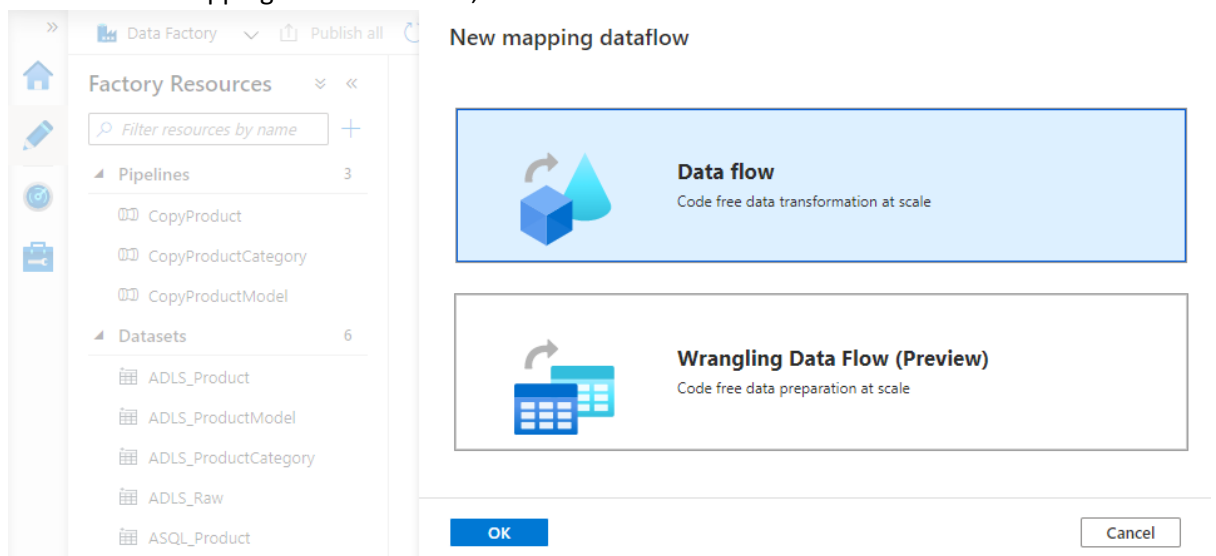 Data Factory
Publish all
New mapping dataflow
Factory Resources
Filter resources by name
Pipelines 3
CopyProduct
CopyProductCategory
CopyProductModel
Datasets 6
ADLS_Product
ADLS_ProductModel
ADLS_ProductCategory
ADLS_Raw
ASQL_Product
Data flow
Code free data transformation at scale
Wrangling Data Flow (Preview)
Code free data preparation at scale
OK
Cancel